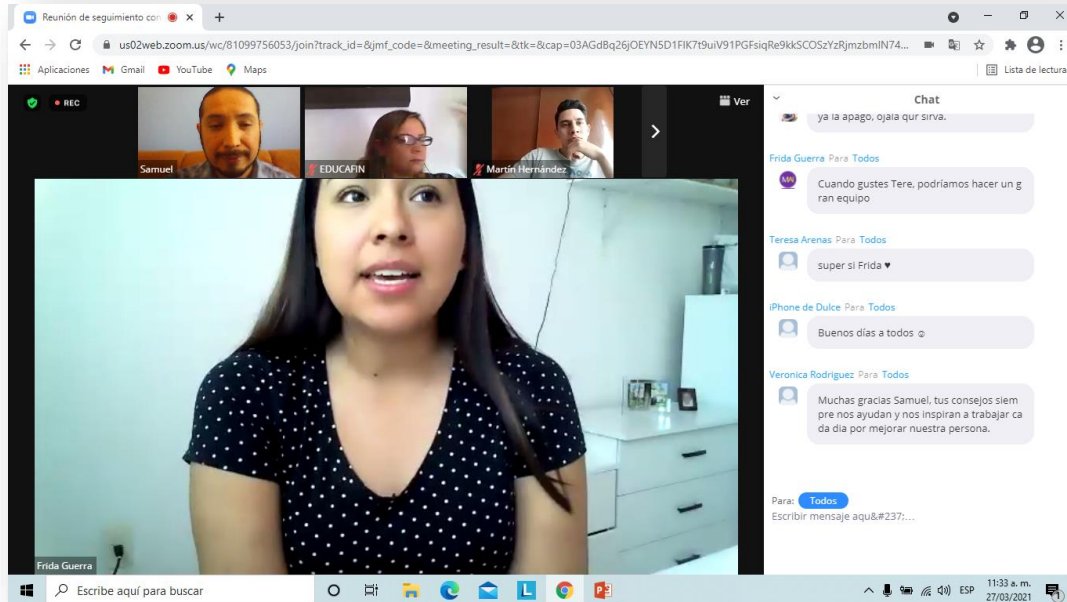 Reunión de seguimiento con
us02web.zoom.us/wc/81099756053/join?track_id=&jmf_code=&meeting_result=&tk=&cap=03AGdBq26jOEYN5D1FIK7t9uiV91PGFsiqRe9kkSCOSzYzRjmzbmIN74...
Aplicaciones Gmail YouTube Maps Lista de lectura
REC
Samuel
EDUCAFIN
Martín Hernández
Ver
Frida Guerra
Chat
ya la apago, ojala qur sirva.
Frida Guerra Para Todos
Cuando gustes Tere, podríamos hacer un g
ran equipo
Teresa Arenas Para Todos
super si Frida ♥
iPhone de Dulce Para Todos
Buenos días a todos ☺
Veronica Rodriguez Para Todos
Muchas gracias Samuel, tus consejos siem
pre nos ayudan y nos inspiran a trabajar ca
da dia por mejorar nuestra persona.
Para: Todos
Escribir mensaje aqu&#237;...
Escribe aquí para buscar
ESP
11:33 a. m.
27/03/2021